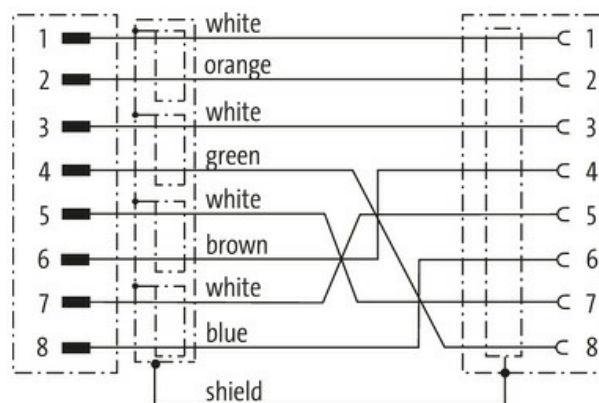 white
1 1
orange
2 2
white
3 3
green
4 4
white
5 5
brown
6 6
white
7 7
blue
8 8
shield